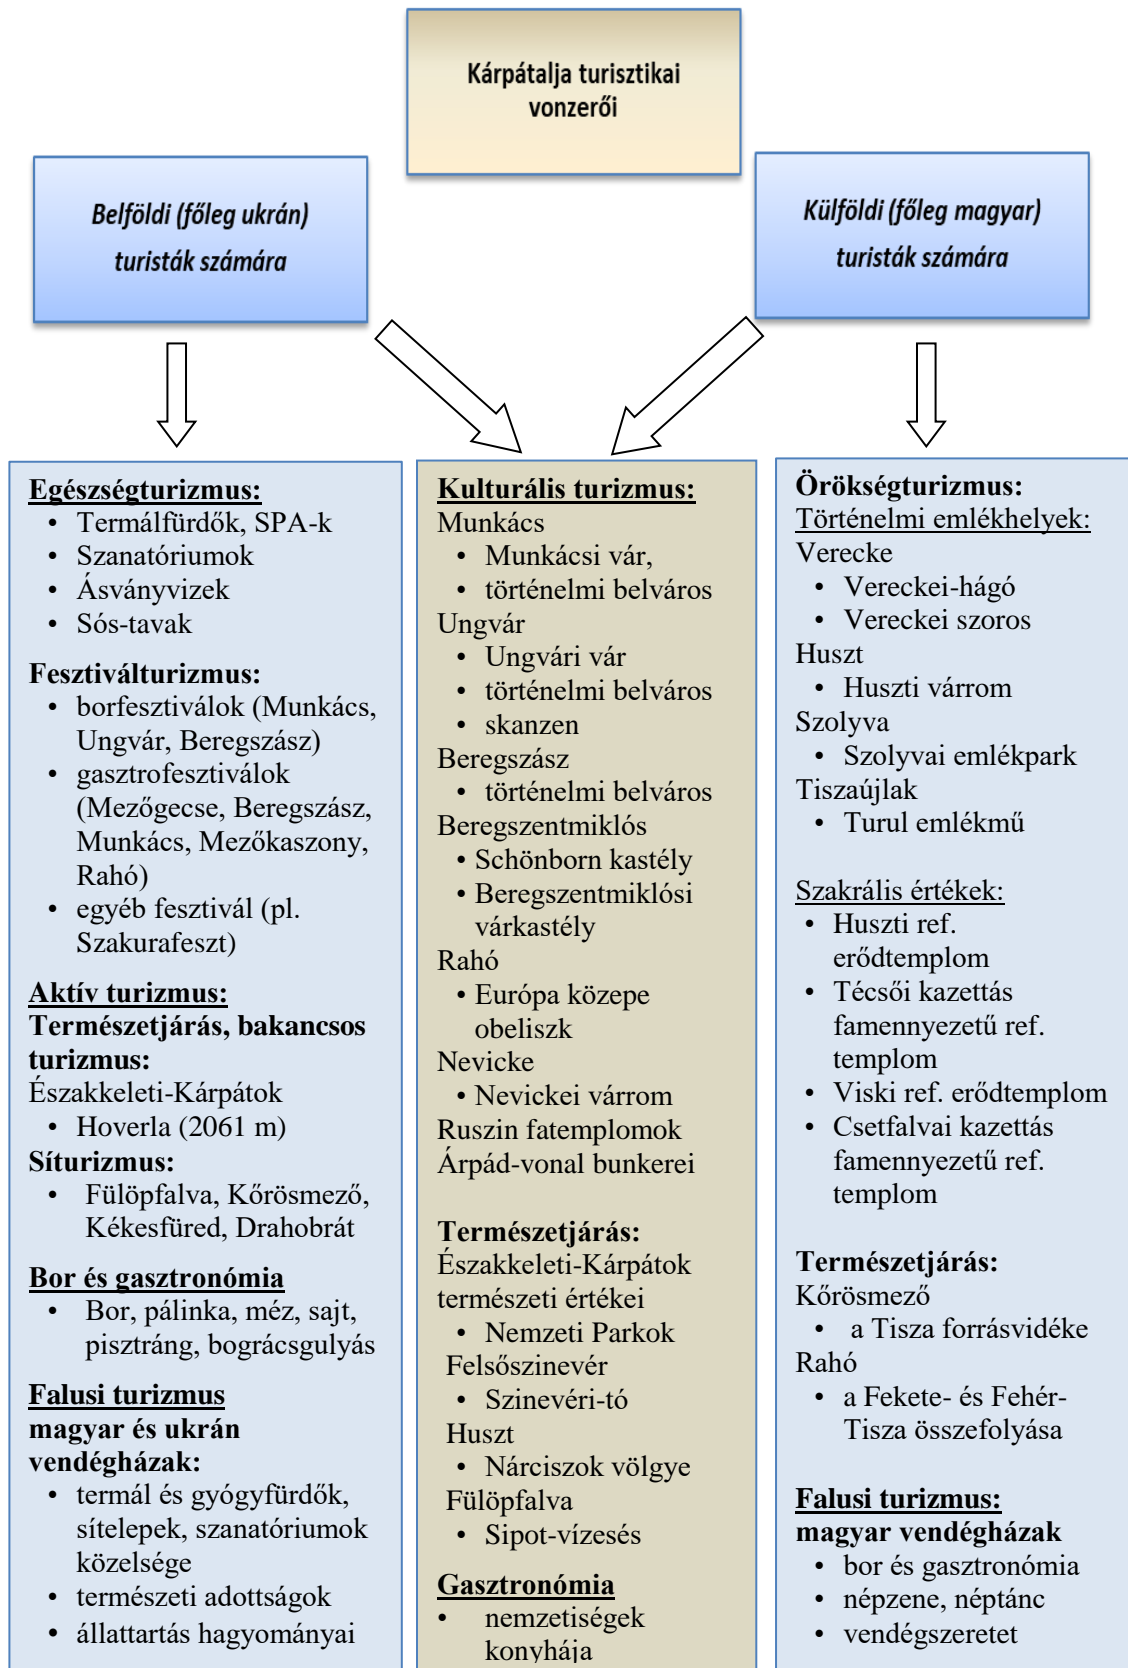 Kárpátalja turisztikai
vonzerői
Belföldi (főleg ukrán)
turisták számára
Külföldi (főleg magyar)
turisták számára
Egészségturizmus:
• Termálfürdők, SPA-k
• Szanatóriumok
• Ásványvizek
• Sós-tavak
Fesztiválturizmus:
• borfesztiválok (Munkács,
Ungvár, Beregszász)
• gasztrofesztiválok
(Mezőgecse, Beregszász,
Munkács, Mezőkaszony,
Rahó)
• egyéb fesztivál (pl.
Szakurafeszt)
Aktív turizmus:
Természetjárás, bakancsos
turizmus:
Északkeleti-Kárpátok
• Hoverla (2061 m)
Síturizmus:
• Fülöpfalva, Kőrösmező,
Kékesfüred, Drahobrát
Bor és gasztronómia
• Bor, pálinka, méz, sajt,
pisztráng, bográcsgulyás
Falusi turizmus
magyar és ukrán
vendégházak:
• termál és gyógyfürdők,
sítelepek, szanatóriumok
közelsége
• természeti adottságok
• állattartás hagyományai
Kulturális turizmus:
Munkács
• Munkácsi vár,
• történelmi belváros
Ungvár
• Ungvári vár
• történelmi belváros
• skanzen
Beregszász
• történelmi belváros
Beregszentmiklós
• Schönborn kastély
• Beregszentmiklósi
várkastély
Rahó
• Európa közepe
obeliszk
Nevicke
• Nevickei várrom
Ruszin fatemplomok
Árpád-vonal bunkerei
Természetjárás:
Északkeleti-Kárpátok
természeti értékei
• Nemzeti Parkok
Felsőszinevér
• Szinevéri-tó
Huszt
• Nárciszok völgye
Fülöpfalva
• Sipot-vízesés
Gasztronómia
• nemzetiségek
konyhája
Örökségturizmus:
Történelmi emlékhelyek:
Verecke
• Vereckei-hágó
• Vereckei szoros
Huszt
• Huszti várrom
Szolyva
• Szolyvai emlékpark
Tiszaújlak
• Turul emlékmű
Szakrális értékek:
• Huszti ref.
erődtemplom
• Técsői kazettás
famennyezetű ref.
templom
• Viski ref. erődtemplom
• Csetfalvai kazettás
famennyezetű ref.
templom
Természetjárás:
Kőrösmező
• a Tisza forrásvidéke
Rahó
• a Fekete- és Fehér-
Tisza összefolyása
Falusi turizmus:
magyar vendégházak
• bor és gasztronómia
• népzene, néptánc
• vendégszeretet